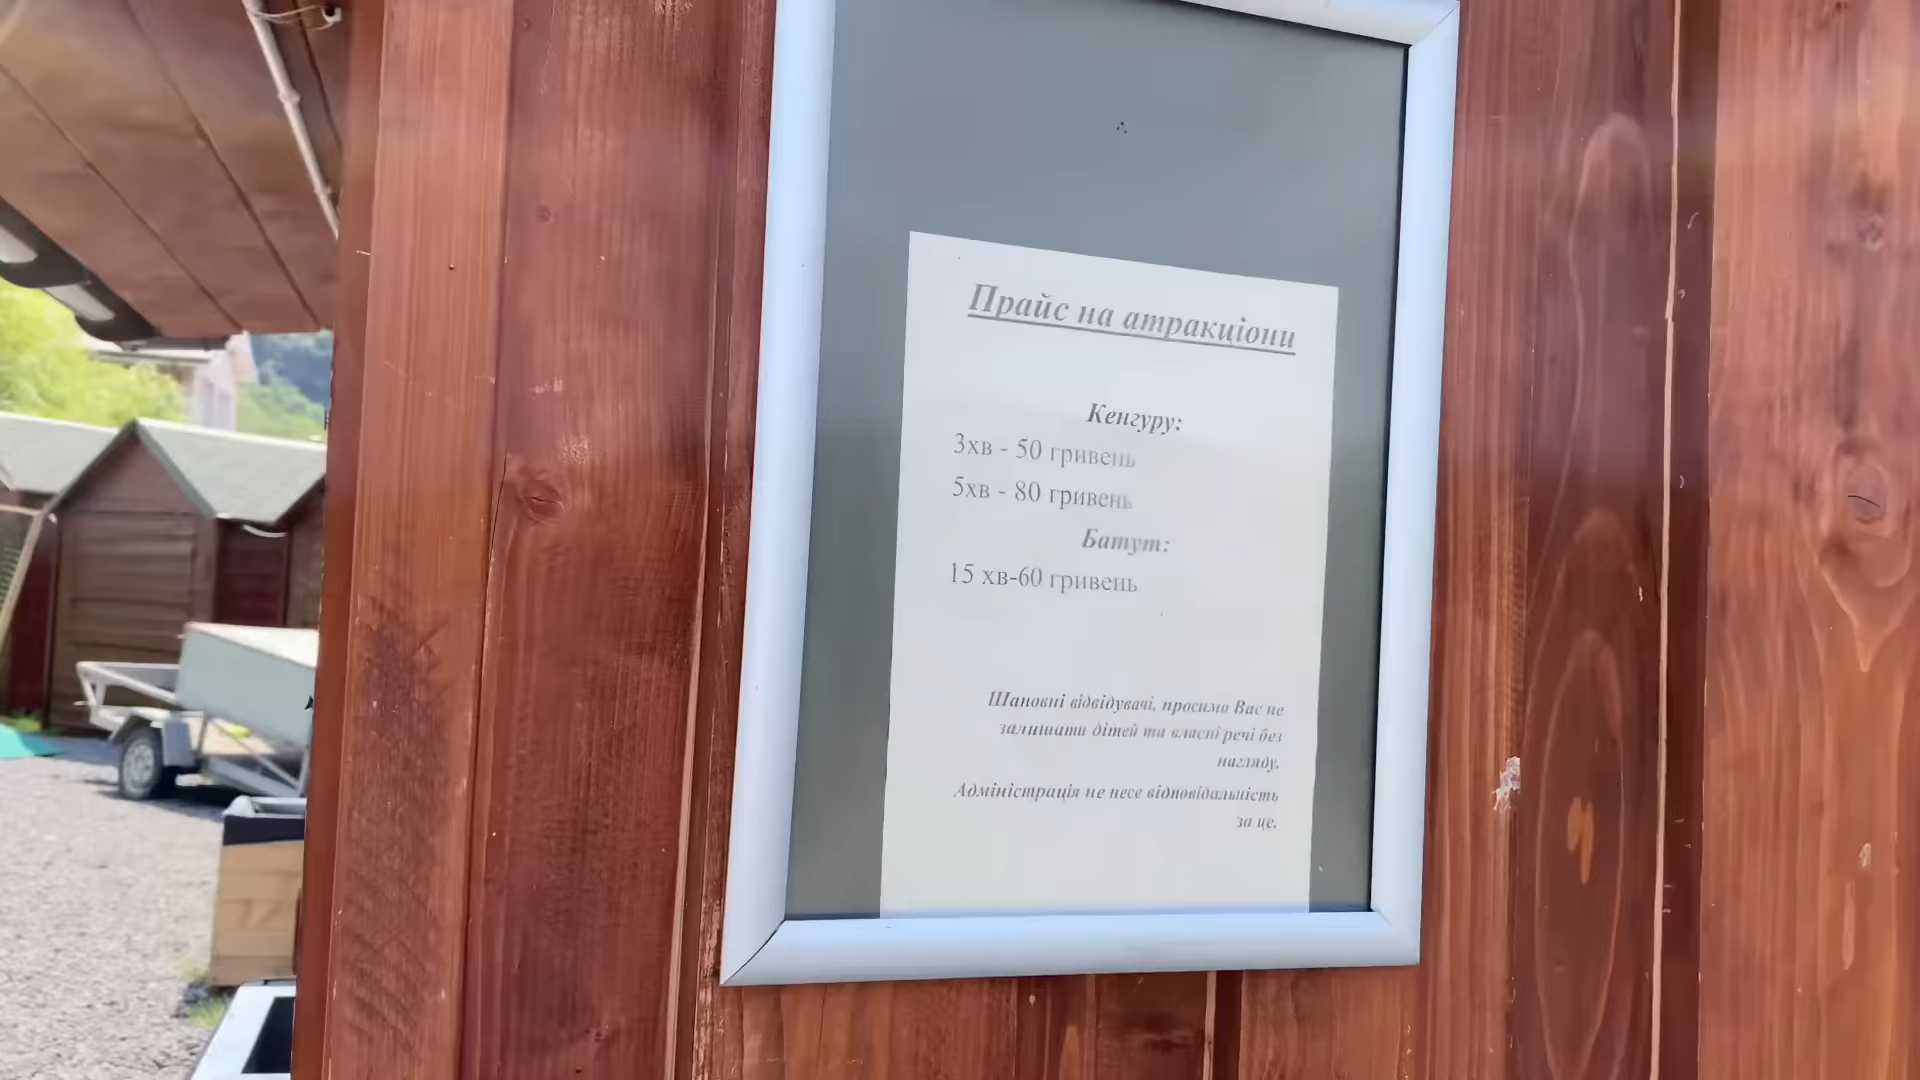 Прайс на атракціони
Кенгуру:
3хв - 50 гривень
5хв - 80 гривень
Батут:
15 хв-60 гривень
Шановні відвідувачі, просимо Вас не
залишати дітей та власні речі без
нагляду.
Адміністрація не несе відповідальність
за це.